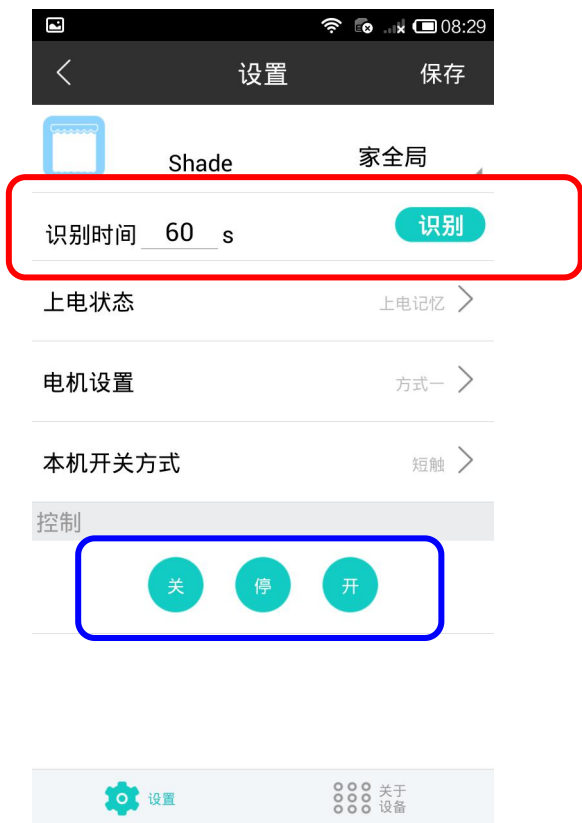 08:29
设置 保存
Shade 家全局
识别时间 60 s 识别
上电状态 上电记忆
电机设置 方式一
本机开关方式 短触
控制
关 停 开
设置 关于
设备